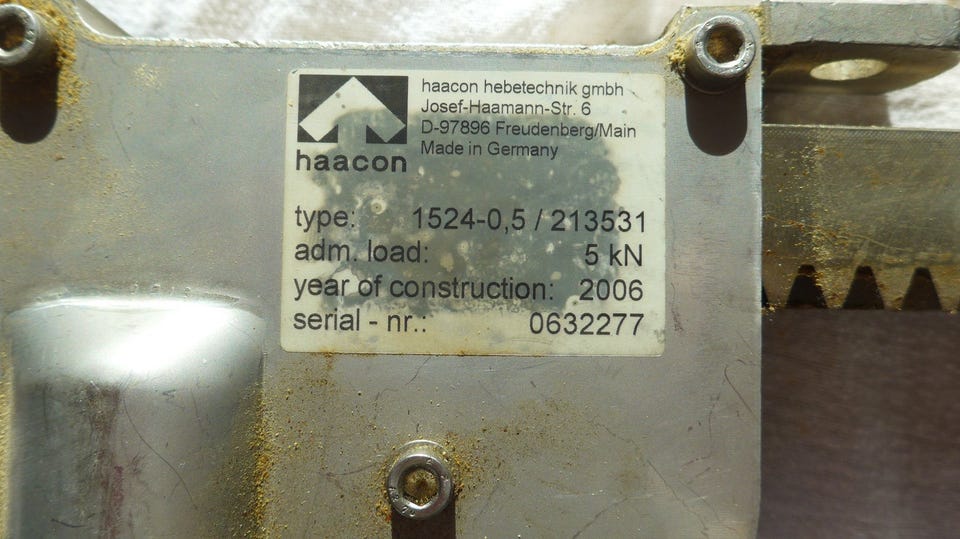 haacon hebetechnik gmbh
Josef-Haamann-Str. 6
D-97896 Freudenberg/Main
Made in Germany
haacon
type: 1524-0,5 / 213531
adm. load: 5 kN
year of construction: 2006
serial - nr.: 0632277